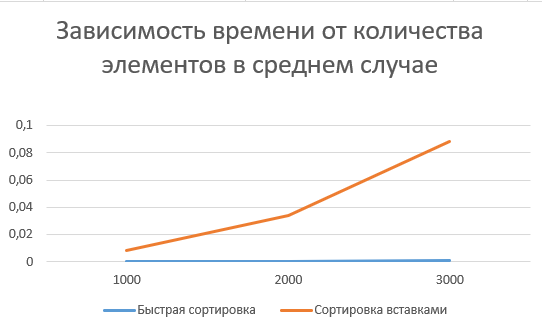 Зависимость времени от количества
элементов в среднем случае
0,1
0,08
0,06
0,04
0,02
0
1000 2000 3000
Быстрая сортировка Сортировка вставками